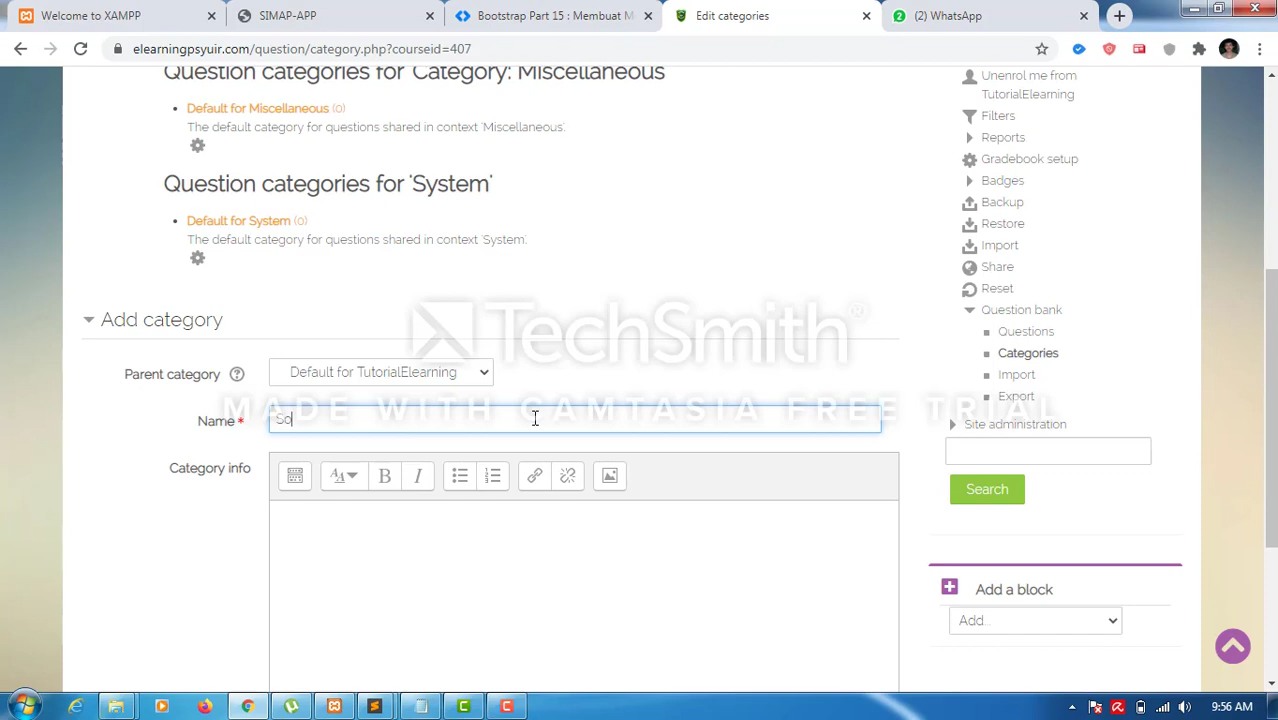 Welcome to XAMPP
SIMAP-APP
Bootstrap Part 15 : Membuat M
Edit categories
(2) WhatsApp
elearningpsyuir.com/question/category.php?courseid=407
Question categories for 'Category: Miscellaneous'
Default for Miscellaneous (0)
The default category for questions shared in context 'Miscellaneous'.
Question categories for 'System'
Default for System (0)
The default category for questions shared in context 'System'.
Add category
Parent category
Default for TutorialElearning
Name *
So
Category info
Unenrol me from
TutorialElearning
Filters
Reports
Gradebook setup
Badges
Backup
Restore
Import
Share
Reset
Question bank
Questions
Categories
Import
Export
Site administration
Search
Add a block
Add...
TechSmith®
MADE WITH CAMTASIA FREE TRIAL
9:56 AM